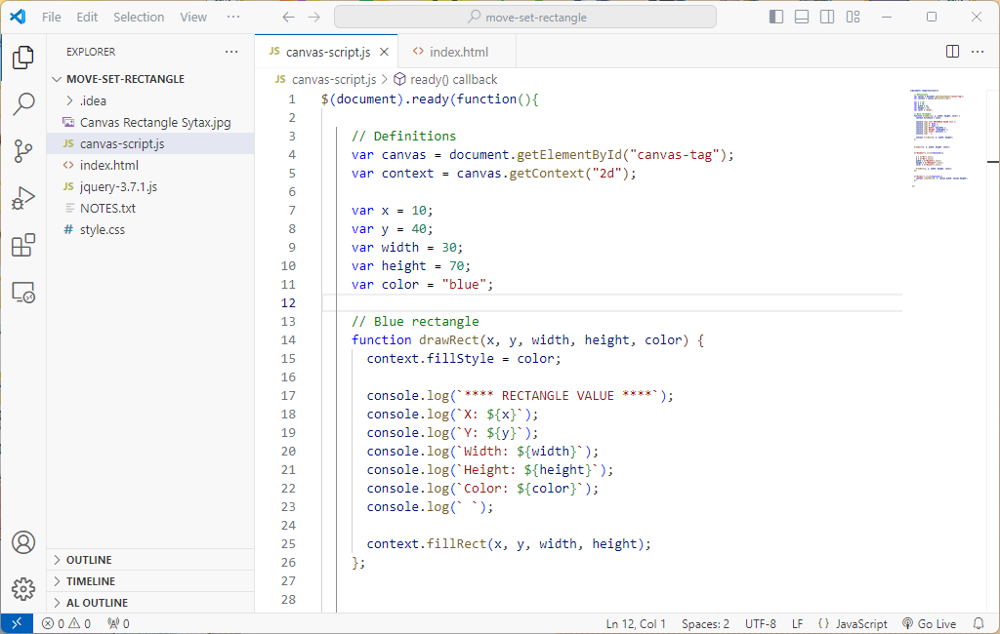 File Edit Selection View ··· move-set-rectangle
EXPLORER ···
MOVE-SET-RECTANGLE
.idea
Canvas Rectangle Sytax.jpg
JS canvas-script.js
<> index.html
JS jquery-3.7.1.js
NOTES.txt
# style.css
OUTLINE
TIMELINE
AL OUTLINE
JS canvas-script.js × <> index.html ···
JS canvas-script.js > ready() callback
1 $(document).ready(function(){
2
3 // Definitions
4 var canvas = document.getElementById("canvas-tag");
5 var context = canvas.getContext("2d");
6
7 var x = 10;
8 var y = 40;
9 var width = 30;
10 var height = 70;
11 var color = "blue";
12
13 // Blue rectangle
14 function drawRect(x, y, width, height, color) {
15 context.fillStyle = color;
16
17 console.log(`**** RECTANGLE VALUE ****`);
18 console.log(`X: ${x}`);
19 console.log(`Y: ${y}`);
20 console.log(`Width: ${width}`);
21 console.log(`Height: ${height}`);
22 console.log(`Color: ${color}`);
23 console.log(` `);
24
25 context.fillRect(x, y, width, height);
26 };
27
28
0 0 0 Ln 12, Col 1 Spaces: 2 UTF-8 LF {} JavaScript Go Live